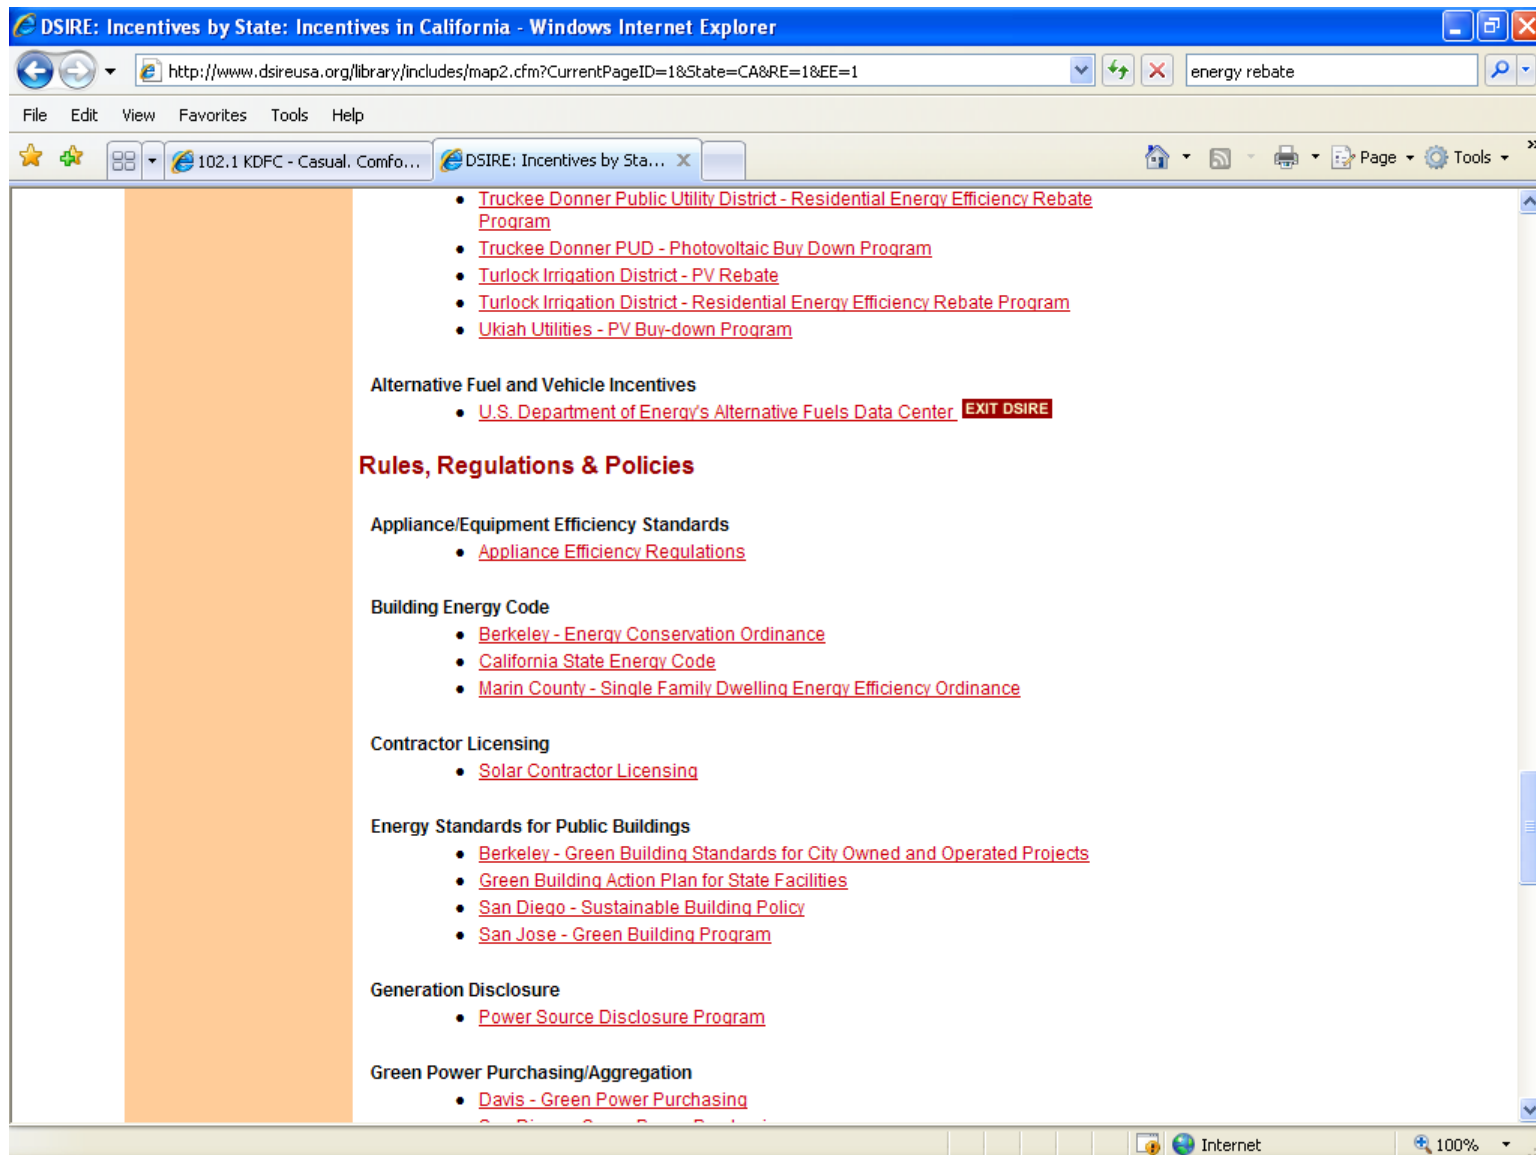 DSIRE: Incentives by State: Incentives in California - Windows Internet Explorer
http://www.dsireusa.org/library/includes/map2.cfm?CurrentPageID=1&State=CA&RE=1&EE=1
energy rebate
File Edit View Favorites Tools Help
102.1 KDFC - Casual. Comfo...
DSIRE: Incentives by Sta...
Page
Tools
Truckee Donner Public Utility District - Residential Energy Efficiency Rebate
Program
Truckee Donner PUD - Photovoltaic Buy Down Program
Turlock Irrigation District - PV Rebate
Turlock Irrigation District - Residential Energy Efficiency Rebate Program
Ukiah Utilities - PV Buy-down Program
Alternative Fuel and Vehicle Incentives
U.S. Department of Energy's Alternative Fuels Data Center EXIT DSIRE
Rules, Regulations & Policies
Appliance/Equipment Efficiency Standards
Appliance Efficiency Regulations
Building Energy Code
Berkeley - Energy Conservation Ordinance
California State Energy Code
Marin County - Single Family Dwelling Energy Efficiency Ordinance
Contractor Licensing
Solar Contractor Licensing
Energy Standards for Public Buildings
Berkeley - Green Building Standards for City Owned and Operated Projects
Green Building Action Plan for State Facilities
San Diego - Sustainable Building Policy
San Jose - Green Building Program
Generation Disclosure
Power Source Disclosure Program
Green Power Purchasing/Aggregation
Davis - Green Power Purchasing
Internet
100%